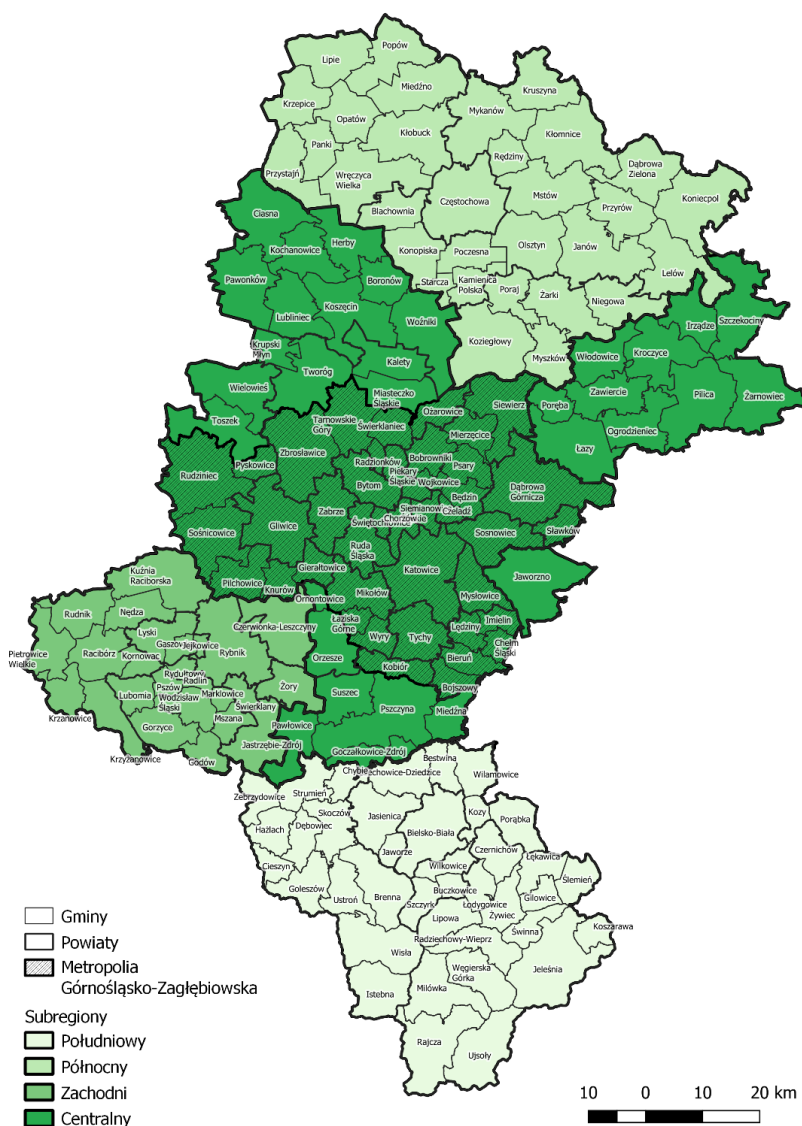 Popów
Lipie
Miedźno
Kruszyna
Krzepice
Mykanów
Opatów
Kłobuck
Kłomnice
Panki
Rędziny
Dąbrowa
Zielona
Przystajń
Wręczyca
Wielka
Mstów
Koniecpol
Częstochowa
Przyrów
Blachownia
Ciasna
Herby
Konopiska
Poczesna
Olsztyn
Janów
Kochanowice
Lelów
Pawonków
Boronów
Starcza
Kamienica
Polska
Poraj
Żarki
Niegowa
Koszęcin
Lubliniec
Woźniki
Irządze
Szczekociny
Koziegłowy
Krupski
Młyn
Myszków
Włodowice
Kroczyce
Kalety
Tworóg
Wielowieś
Miasteczko
Śląskie
Zawiercie
Pilica
Żarnowiec
Siewierz
Poręba
Ożarowice
Toszek
Tarnowskie
Góry
Świerklaniec
Mierzęcice
Ogrodzieniec
Łazy
Zbrosławice
Radzionków
Bobrowniki
Psary
Pyskowice
Rudziniec
Piekary
Śląskie
Wojkowice
Bytom
Dąbrowa
Górnicza
Będzin
Zabrze
Siemianow
Czeladź
Świętochłowice
Chorzów
Gliwice
Sośnicowice
Sosnowiec
Sławków
Ruda
Śląska
Gierałtowice
Katowice
Kuźnia
Raciborska
Jaworzno
Pilchowice
Knurów
Mikołów
Mysłowice
Ornontowice
Rudnik
Nędza
Łaziska
Górne
Imielin
Czerwionka-Leszczyny
Lędziny
Lyski
Wyry
Tychy
Gaszow
Jejkowice
Rybnik
Chełm
Śląski
Pietrowice
Wielkie
Racibórz
Kornowac
Orzesze
Bieruń
Kobiór
Rydułtowy
Radlin
Żory
Suszec
Bojszowy
Lubomia
Pszów
Wodzisław
Śląski
Marklowice
Świerklany
Pszczyna
Miedźna
Krzanowice
Mszana
Pawłowice
Gorzyce
Jastrzębie-Zdrój
Goczałkowice-Zdrój
Krzyżanowice
Godów
Bestwina
Chybie
echowice-Dziedzice
Wilamowice
Zebrzydowice
Strumień
Skoczów
Jasienica
Kozy
Porąbka
Hażlach
Dębowiec
Bielsko-Biała
Jaworze
Czernichów
Łękawica
Cieszyn
Wilkowice
Ślemień
Goleszów
Buczkowice
Ustroń
Brenna
Szczyrk
Łodygowice
Gilowice
Lipowa
Żywiec
Koszarawa
Świnna
Radziechowy-Wieprz
Wisła
Węgierska
Górka
Jeleśnia
Istebna
Milówka
Rajcza
Ujsoły
Gminy
Powiaty
Metropolia
Górnośląsko-Zagłębiowska
Subregiony
Południowy
Północny
Zachodni
Centralny
10 0 10 20 km